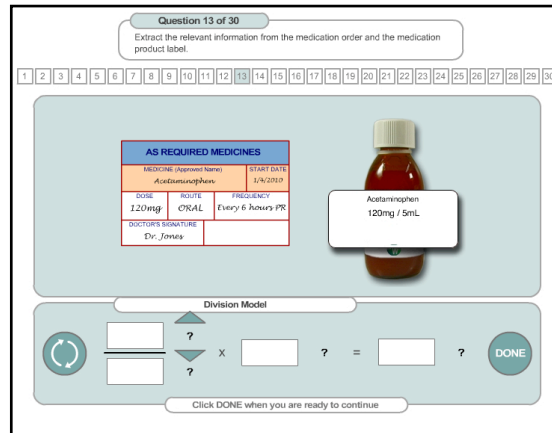 Question 13 of 30
Extract the relevant information from the medication order and the medication
product label.
1 2 3 4 5 6 7 8 9 10 11 12 13 14 15 16 17 18 19 20 21 22 23 24 25 26 27 28 29 30
AS REQUIRED MEDICINES
MEDICINE (Approved Name) START DATE
Acetaminophen 1/4/2010
DOSE ROUTE FREQUENCY
120mg ORAL Every 6 hours PR
DOCTOR'S SIGNATURE
Dr. Jones
Acetaminophen
120mg / 5mL
Division Model
?
x ? = ?
?
DONE
Click DONE when you are ready to continue